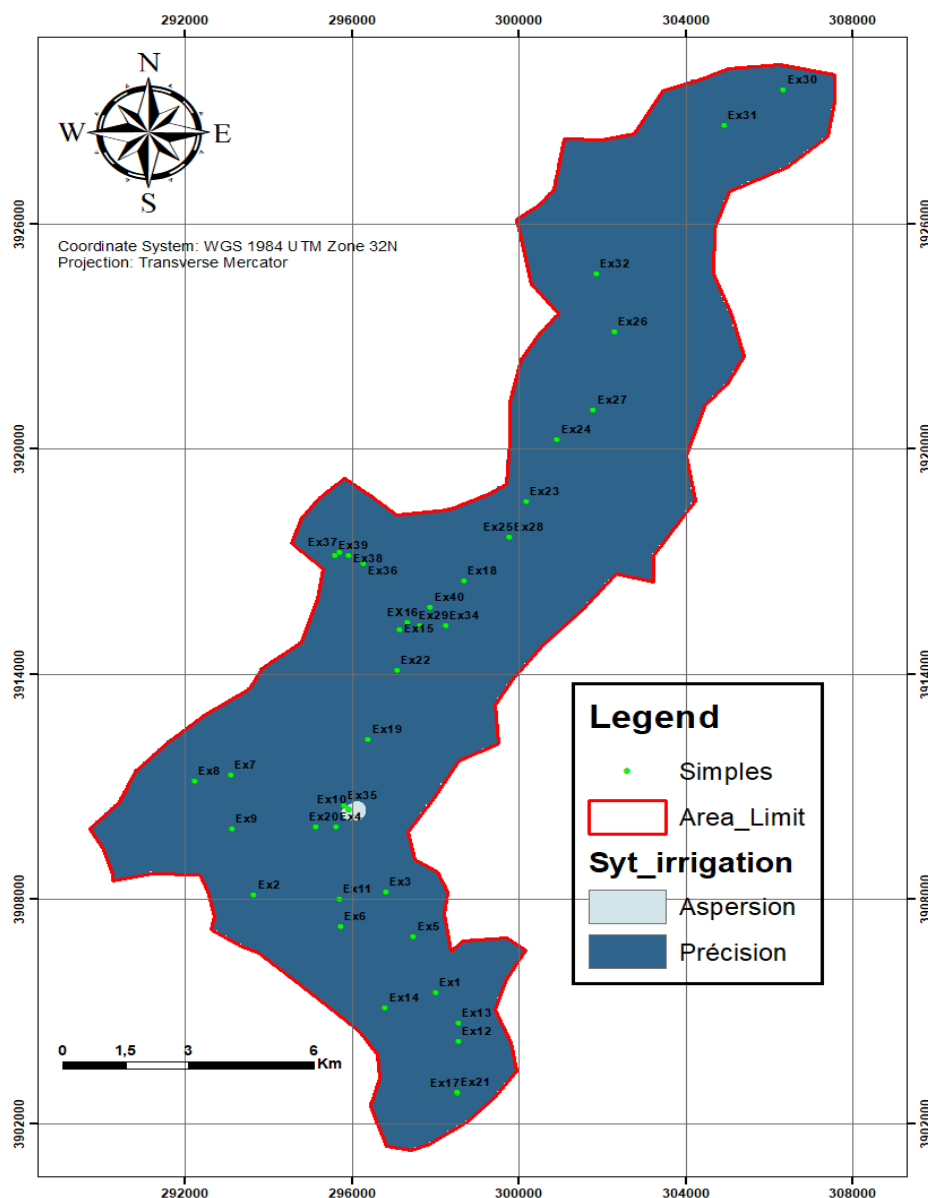 292000 296000 300000 304000 308000
N
W E
S
Coordinate System: WGS 1984 UTM Zone 32N
Projection: Transverse Mercator
3926000 3926000
3920000 3920000
3914000 3914000
3908000 3908000
3902000 3902000
Ex30
Ex31
Ex32
Ex26
Ex27
Ex24
Ex23
Ex25 Ex28
Ex37 Ex39
Ex38
Ex36
Ex18
Ex40
EX16 Ex29 Ex34
Ex15
Ex22
Ex19
Ex8 Ex7
Ex10 Ex35
Ex9 Ex20 Ex4
Ex2 Ex11 Ex3
Ex6 Ex5
Ex14 Ex1
Ex13
Ex12
Ex17 Ex21
Legend
Simples
Area_Limit
Syt_irrigation
Aspersion
Précision
0 1,5 3 6
Km
292000 296000 300000 304000 308000